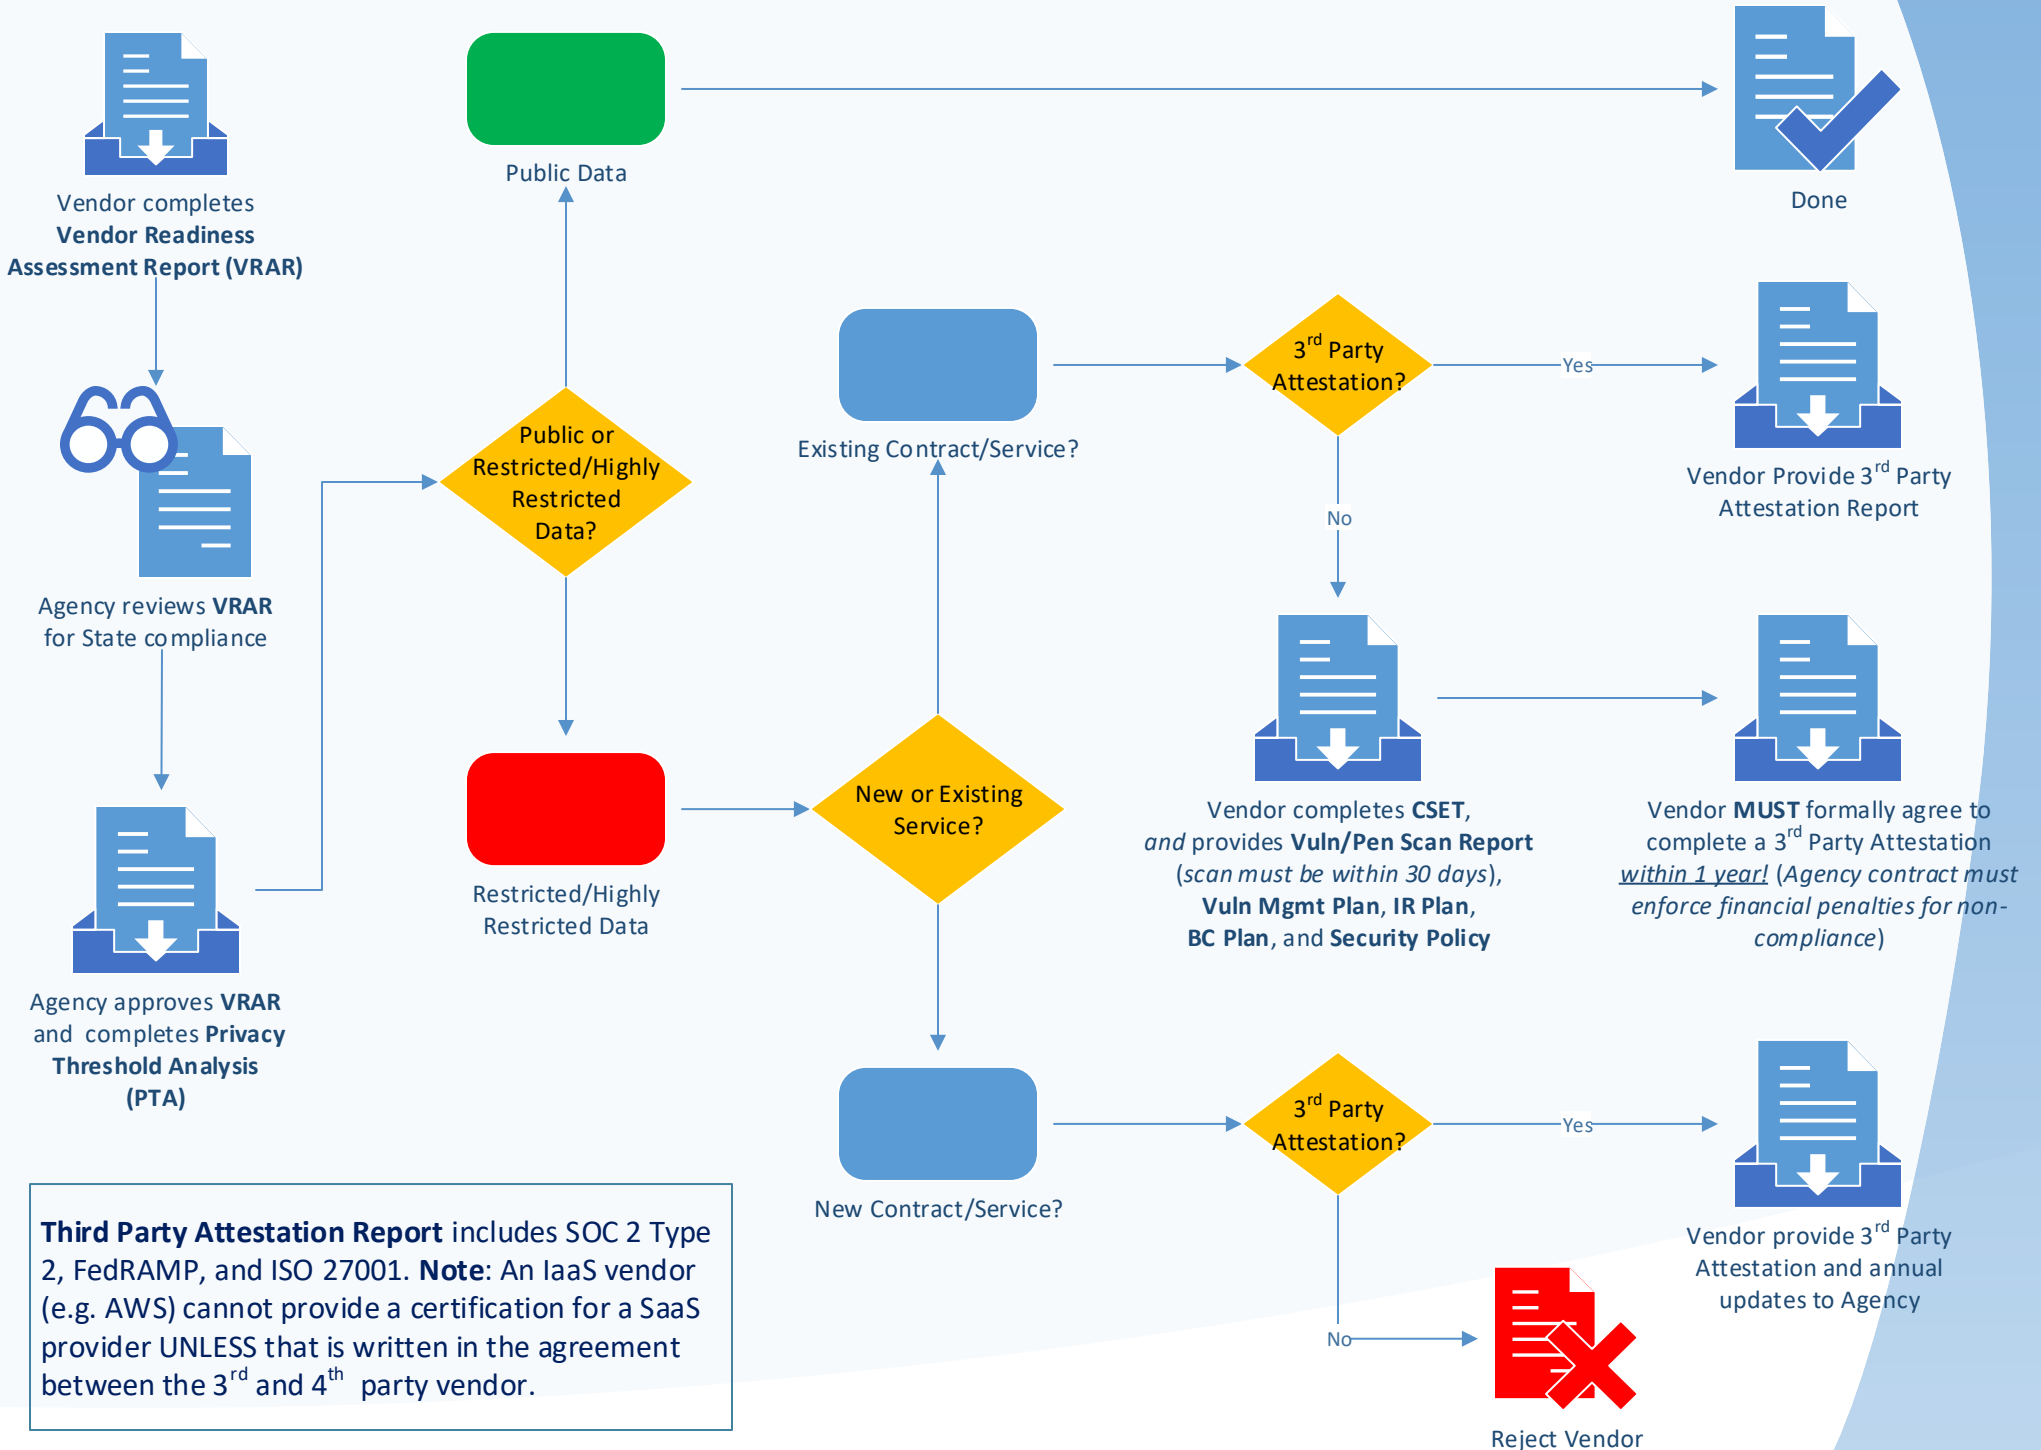 Vendor completes
Vendor Readiness
Assessment Report (VRAR)
Agency reviews VRAR
for State compliance
Agency approves VRAR
and completes Privacy
Threshold Analysis
(PTA)
Public or
Restricted/Highly
Restricted
Data?
Public Data
Done
Restricted/Highly
Restricted Data
New or Existing
Service?
Existing Contract/Service?
3rd Party
Attestation?
Yes
Vendor Provide 3rd Party
Attestation Report
No
Vendor completes CSET,
and provides Vuln/Pen Scan Report
(scan must be within 30 days),
Vuln Mgmt Plan, IR Plan,
BC Plan, and Security Policy
Vendor MUST formally agree to
complete a 3rd Party Attestation
within 1 year! (Agency contract must
enforce financial penalties for non-
compliance)
New Contract/Service?
3rd Party
Attestation?
Yes
Vendor provide 3rd Party
Attestation and annual
updates to Agency
No
Reject Vendor
Third Party Attestation Report includes SOC 2 Type
2, FedRAMP, and ISO 27001. Note: An IaaS vendor
(e.g. AWS) cannot provide a certification for a SaaS
provider UNLESS that is written in the agreement
between the 3rd and 4th party vendor.